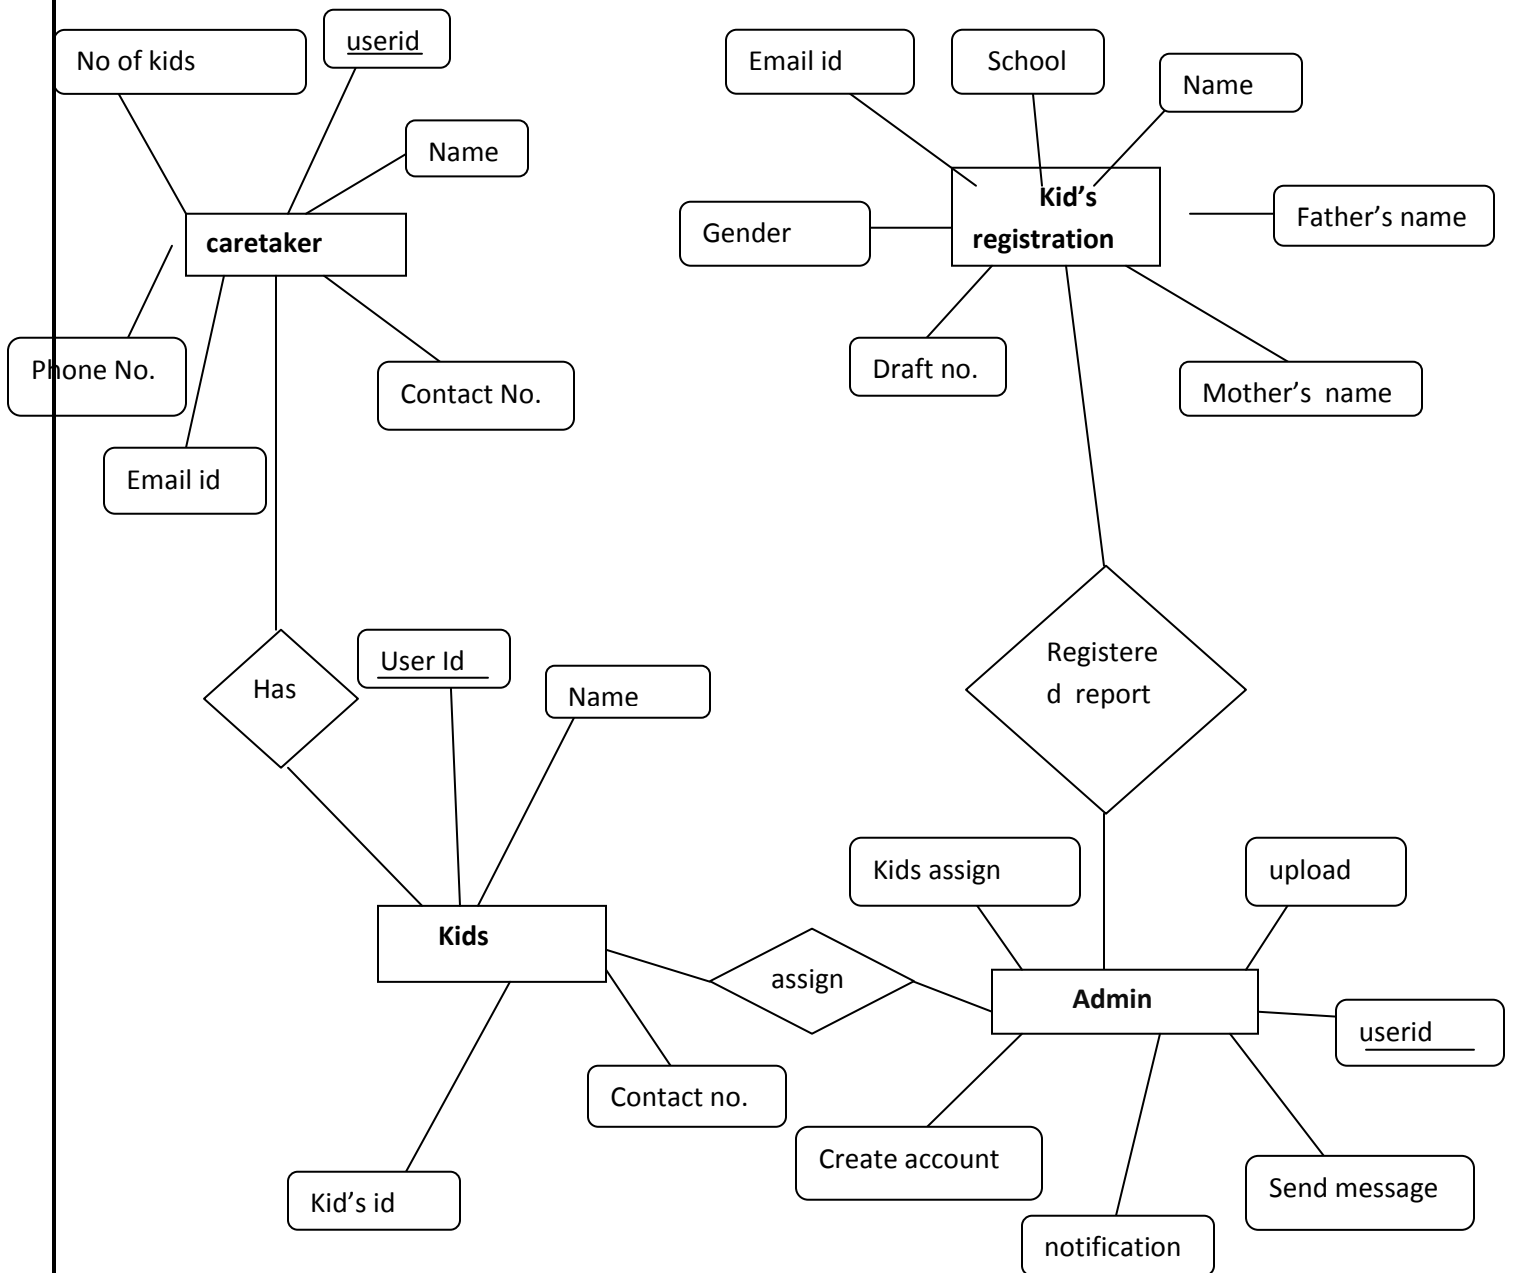 No of kids
userid
Name
caretaker
Phone No.
Contact No.
Email id
Email id
School
Name
Kid’s
registration
Gender
Father’s name
Draft no.
Mother’s  name
Has
User Id
Name
Registere
d  report
Kids
Kid’s id
Contact no.
assign
Kids assign
upload
Admin
userid
Create account
Send message
notification